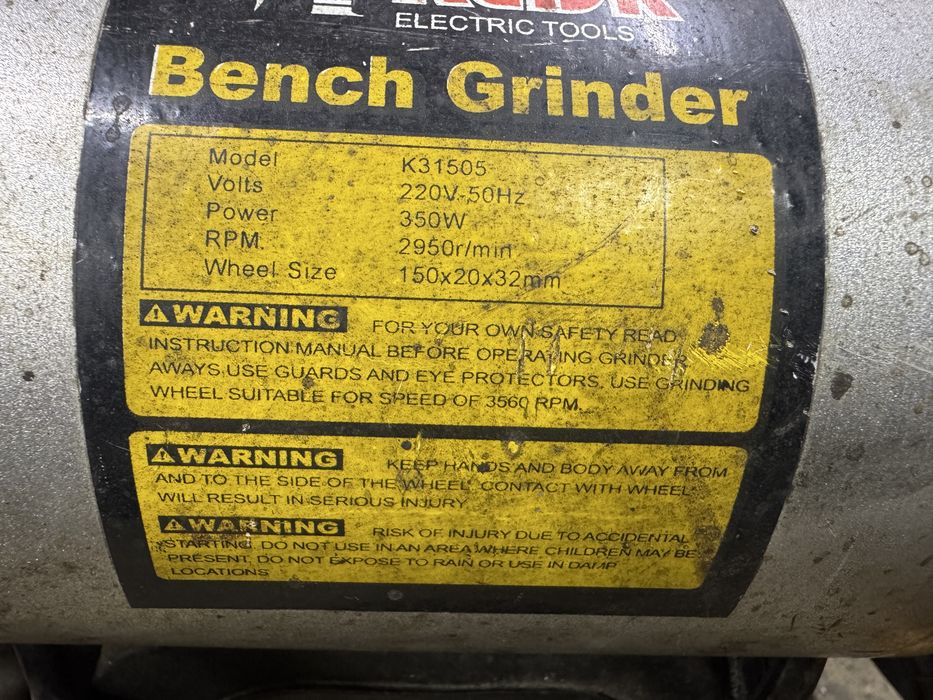 ELECTRIC TOOLS
Bench Grinder
Model K31505
Volts 220V-50Hz
Power 350W
RPM 2950r/min
Wheel Size 150x20x32mm
WARNING FOR YOUR OWN SAFETY READ
INSTRUCTION MANUAL BEFORE OPERATING GRINDER
AWAYS USE GUARDS AND EYE PROTECTORS, USE GRINDING
WHEEL SUITABLE FOR SPEED OF 3560 RPM.
WARNING KEEP HANDS AND BODY AWAY FROM
AND TO THE SIDE OF THE WHEEL. CONTACT WITH WHEEL
WILL RESULT IN SERIOUS INJURY
WARNING RISK OF INJURY DUE TO ACCIDENTAL
STARTING. DO NOT USE IN AN AREA WHERE CHILDREN MAY BE
PRESENT, DO NOT EXPOSE TO RAIN OR USE IN DAMP
LOCATIONS